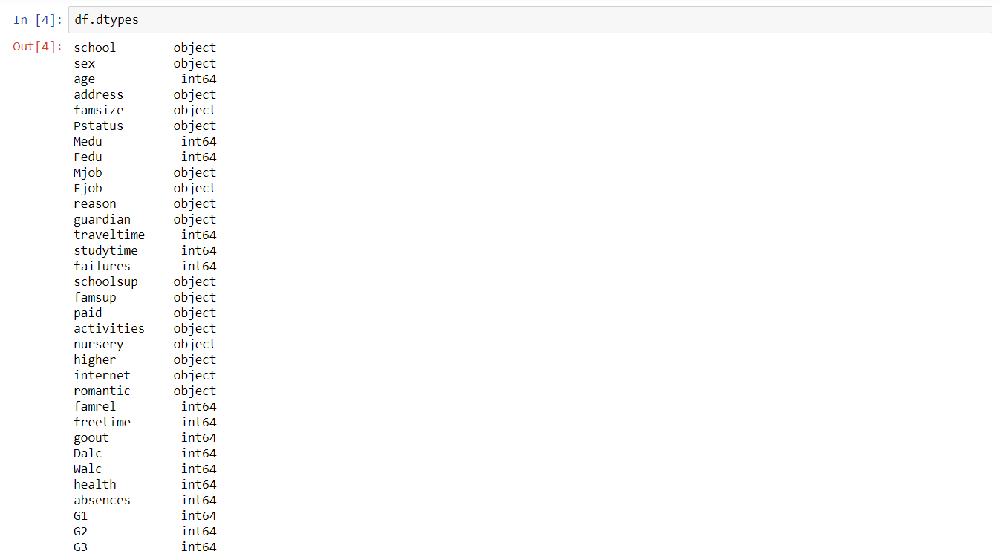 In [4]: df.dtypes
Out[4]: school object
sex object
age int64
address object
famsize object
Pstatus object
Medu int64
Fedu int64
Mjob object
Fjob object
reason object
guardian object
traveltime int64
studytime int64
failures int64
schoolsup object
famsup object
paid object
activities object
nursery object
higher object
internet object
romantic object
famrel int64
freetime int64
goout int64
Dalc int64
Walc int64
health int64
absences int64
G1 int64
G2 int64
G3 int64